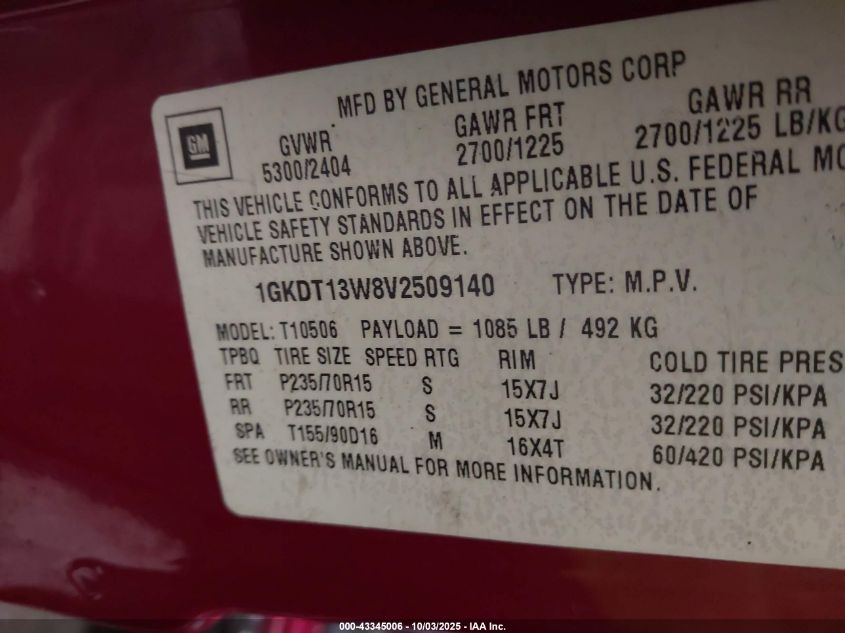 MFD BY GENERAL MOTORS CORP
GM
GVWR GAWR FRT GAWR RR
5300/2404 2700/1225 2700/1225 LB/KG
THIS VEHICLE CONFORMS TO ALL APPLICABLE U.S. FEDERAL MO
VEHICLE SAFETY STANDARDS IN EFFECT ON THE DATE OF
MANUFACTURE SHOWN ABOVE.
1GKDT13W8V2509140 TYPE: M.P.V.
MODEL: T10506 PAYLOAD = 1085 LB / 492 KG
TPBQ TIRE SIZE SPEED RTG RIM COLD TIRE PRES
FRT P235/70R15 S 15X7J 32/220 PSI/KPA
RR P235/70R15 S 15X7J 32/220 PSI/KPA
SPA T155/90D16 M 16X4T 60/420 PSI/KPA
SEE OWNER'S MANUAL FOR MORE INFORMATION.
000-43345006 - 10/03/2025 - IAA Inc.